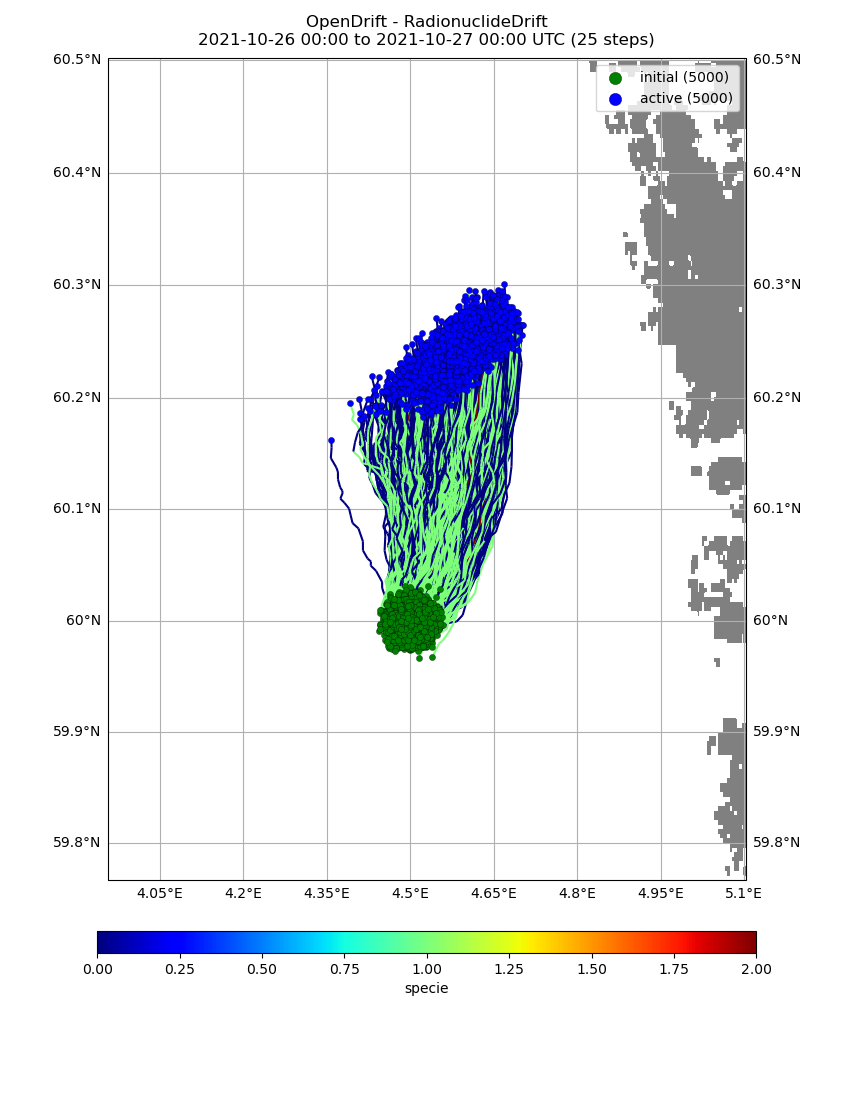 OpenDrift - RadionuclideDrift
2021-10-26 00:00 to 2021-10-27 00:00 UTC (25 steps)
60.5°N 60.5°N
initial (5000)
active (5000)
60.4°N 60.4°N
60.3°N 60.3°N
60.2°N 60.2°N
60.1°N 60.1°N
60°N 60°N
59.9°N 59.9°N
59.8°N 59.8°N
4.05°E 4.2°E 4.35°E 4.5°E 4.65°E 4.8°E 4.95°E 5.1°E
0.00 0.25 0.50 0.75 1.00 1.25 1.50 1.75 2.00
specie